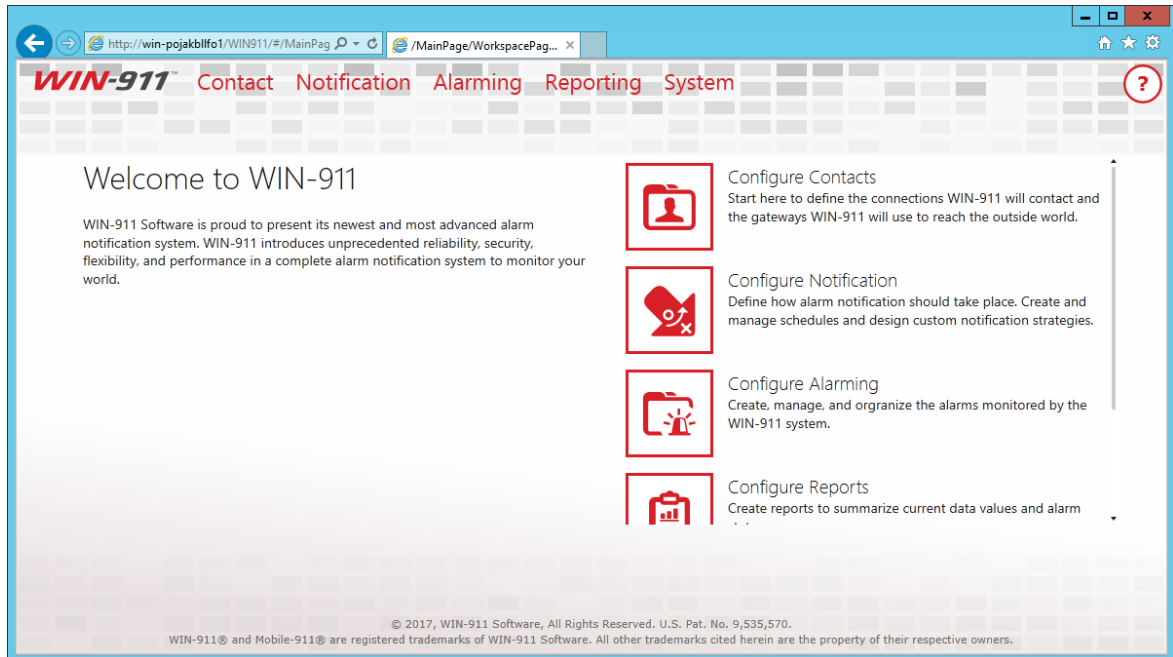 http://win-pojakbllfo1/WIN911/#/MainPag
/MainPage/WorkspacePag...
WIN-911™ Contact Notification Alarming Reporting System
?
Welcome to WIN-911
WIN-911 Software is proud to present its newest and most advanced alarm
notification system. WIN-911 introduces unprecedented reliability, security,
flexibility, and performance in a complete alarm notification system to monitor your
world.
Configure Contacts
Start here to define the connections WIN-911 will contact and
the gateways WIN-911 will use to reach the outside world.
Configure Notification
Define how alarm notification should take place. Create and
manage schedules and design custom notification strategies.
Configure Alarming
Create, manage, and orgranize the alarms monitored by the
WIN-911 system.
Configure Reports
Create reports to summarize current data values and alarm
© 2017, WIN-911 Software, All Rights Reserved. U.S. Pat. No. 9,535,570.
WIN-911® and Mobile-911® are registered trademarks of WIN-911 Software. All other trademarks cited herein are the property of their respective owners.